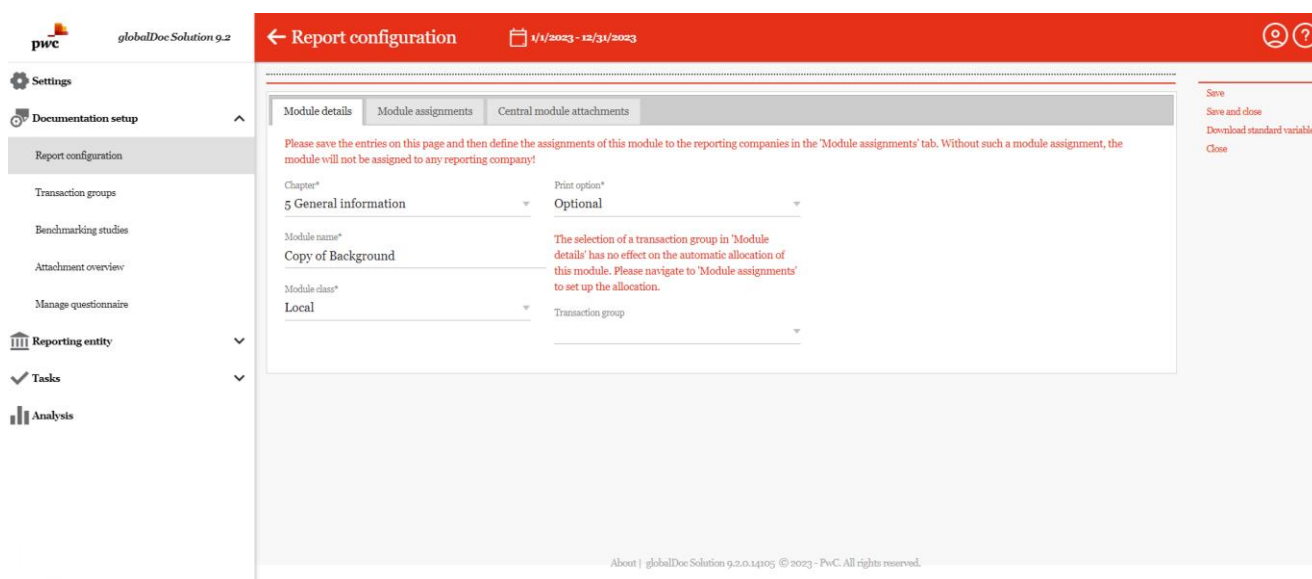 pwc
globalDoc Solution 9.2
Report configuration
1/1/2023 - 12/31/2023
Settings
Documentation setup
Report configuration
Transaction groups
Benchmarking studies
Attachment overview
Manage questionnaire
Reporting entity
Tasks
Analysis
Module details
Module assignments
Central module attachments
Please save the entries on this page and then define the assignments of this module to the reporting companies in the 'Module assignments' tab. Without such a module assignment, the
module will not be assigned to any reporting company!
Chapter*
5 General information
Print option*
Optional
Module name*
Copy of Background
The selection of a transaction group in 'Module
details' has no effect on the automatic allocation of
this module. Please navigate to 'Module assignments'
to set up the allocation.
Module class*
Local
Transaction group
Save
Save and close
Download standard variable
Close
?
About | globalDoc Solution 9.2.0.14105 © 2023 - PwC. All rights reserved.